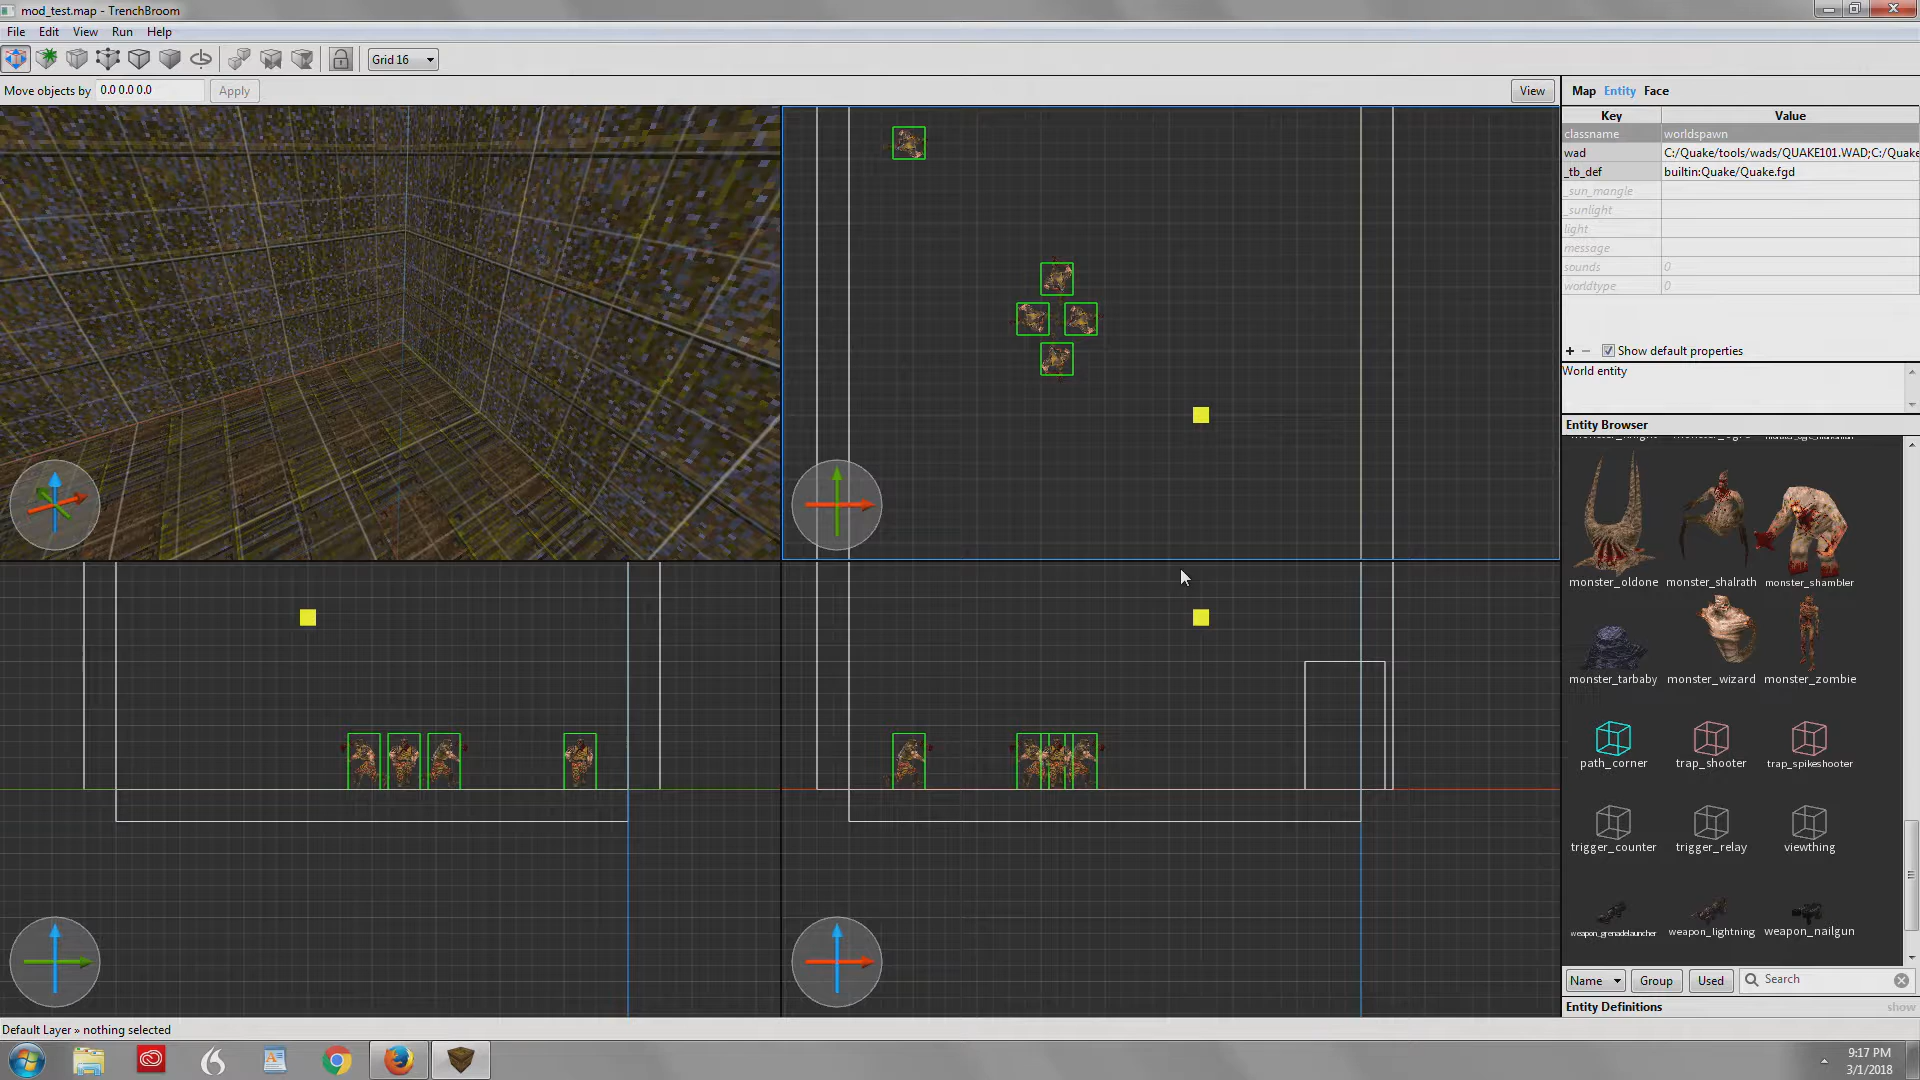 mod_test.map - TrenchBroom
File Edit View Run Help
Grid 16
Move objects by 0.0 0.0 0.0 Apply
View
Map Entity Face
Key Value
classname worldspawn
wad C:/Quake/tools/wads/QUAKE101.WAD;C:/Quake
_tb_def builtin:Quake/Quake.fgd
_sun_mangle
_sunlight
light
message
sounds 0
worldtype 0
+ − Show default properties
World entity
Entity Browser
monster_oldone monster_shalrath monster_shambler
monster_tarbaby monster_wizard monster_zombie
path_corner trap_shooter trap_spikeshooter
trigger_counter trigger_relay viewthing
weapon_grenadelauncher weapon_lightning weapon_nailgun
Name Group Used Search
Entity Definitions show
Default Layer » nothing selected
9:17 PM
3/1/2018